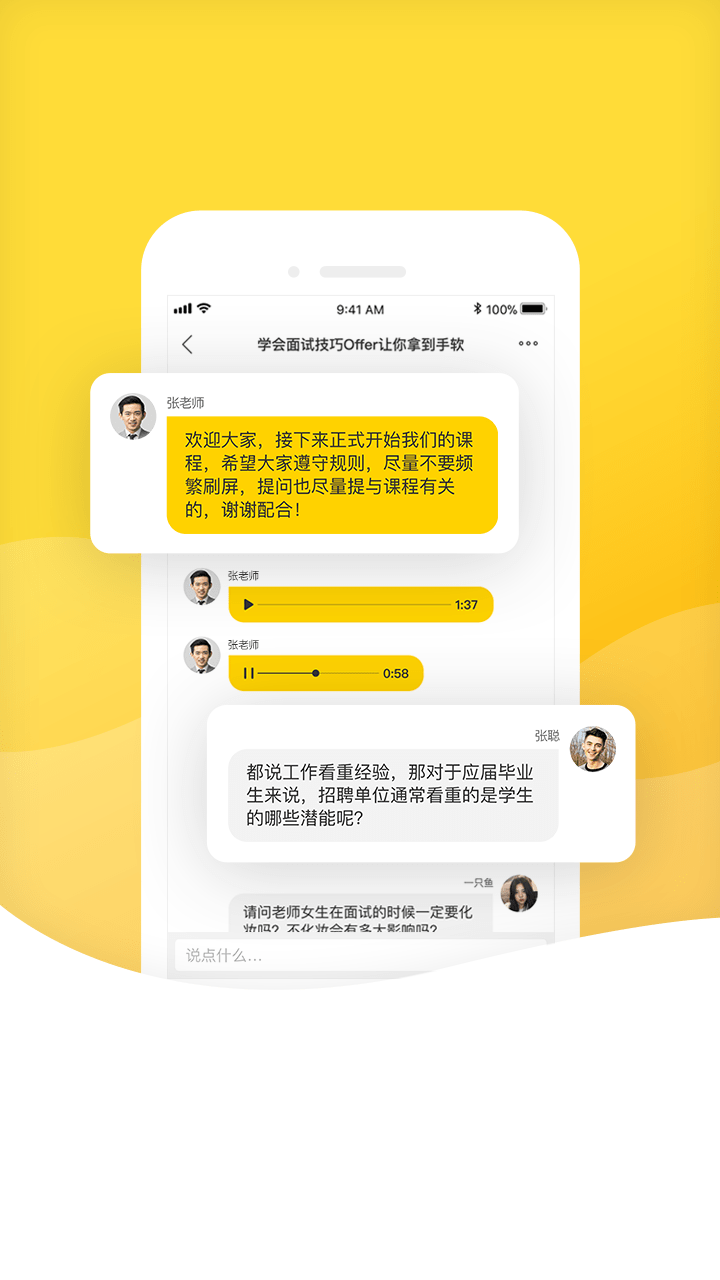 9:41 AM
100%
学会面试技巧Offer让你拿到手软
张老师
欢迎大家，接下来正式开始我们的课
程，希望大家遵守规则，尽量不要频
繁刷屏，提问也尽量提与课程有关
的，谢谢配合！
张老师
1:37
张老师
0:58
张聪
都说工作看重经验，那对于应届毕业
生来说，招聘单位通常看重的是学生
的哪些潜能呢？
一只鱼
请问老师女生在面试的时候一定要化
妆吗？不化妆会有多大影响吗？
说点什么...